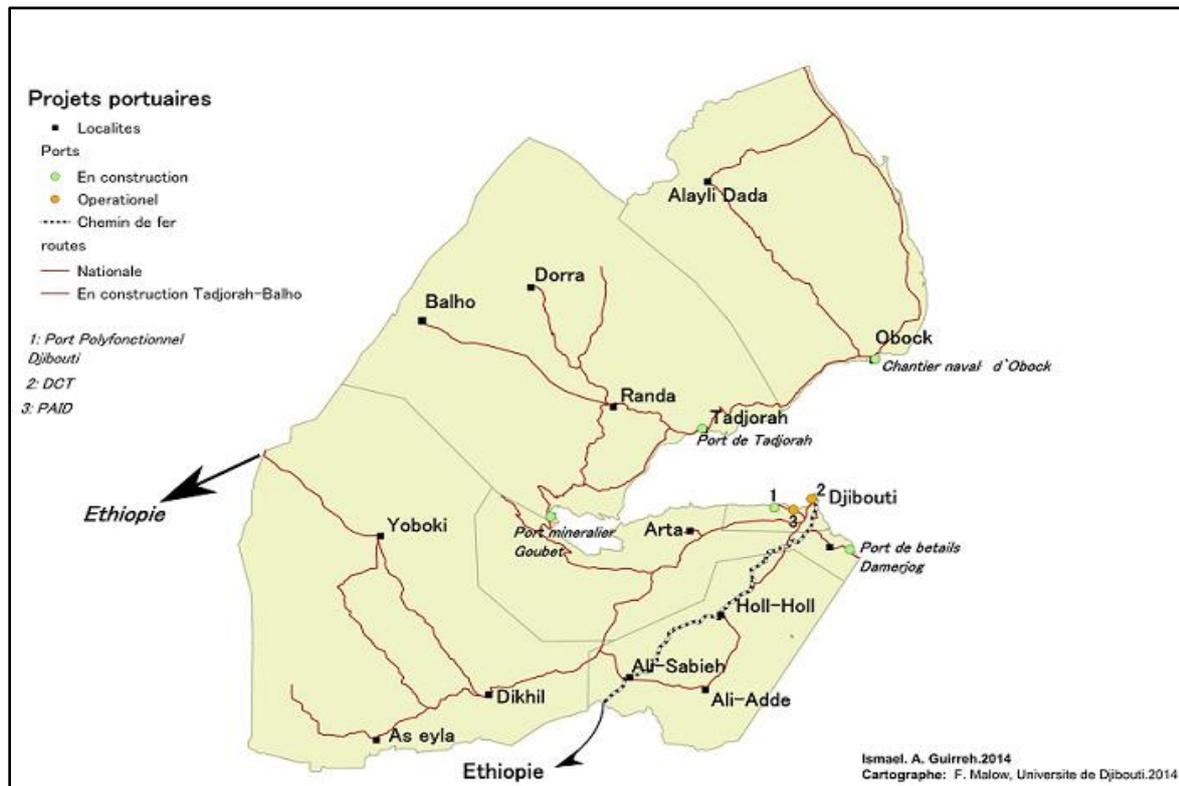 Projets portuaires
Localites
Ports
En construction
Operationel
Chemin de fer
routes
Nationale
En construction Tadjorah-Balho
1: Port Polyfonctionnel
Djibouti
2: DCT
3: PAID
Alayli Dada
Dorra
Balho
Obock
Chantier naval d`Obock
Randa
Tadjorah
Port de Tadjorah
Ethiopie
1
2
Djibouti
3
Yoboki
Port mineralier
Goubet
Arta
Port de betails
Damerjog
Holl-Holl
Ali-Sabieh
Ali-Adde
Dikhil
As eyla
Ethiopie
Ismael. A. Guirreh.2014
Cartographe: F. Malow, Universite de Djibouti.2014